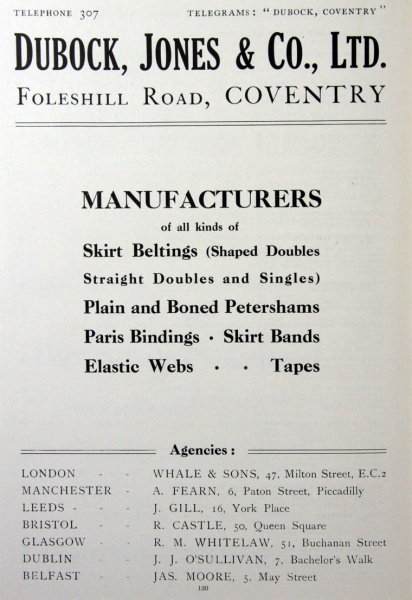 TELEPHONE 307 TELEGRAMS: "DUBOCK, COVENTRY"
DUBOCK, JONES & CO., LTD.
FOLESHILL ROAD, COVENTRY
MANUFACTURERS
of all kinds of
Skirt Beltings (Shaped Doubles
Straight Doubles and Singles)
Plain and Boned Petershams
Paris Bindings · Skirt Bands
Elastic Webs · · Tapes
Agencies:
LONDON - - WHALE & SONS, 47, Milton Street, E.C.2
MANCHESTER - A. FEARN, 6, Paton Street, Piccadilly
LEEDS - - J. GILL, 16, York Place
BRISTOL - - R. CASTLE, 50, Queen Square
GLASGOW - - R. M. WHITELAW, 51, Buchanan Street
DUBLIN - - J. J. O'SULLIVAN, 7, Bachelor's Walk
BELFAST - - JAS. MOORE, 5, May Street